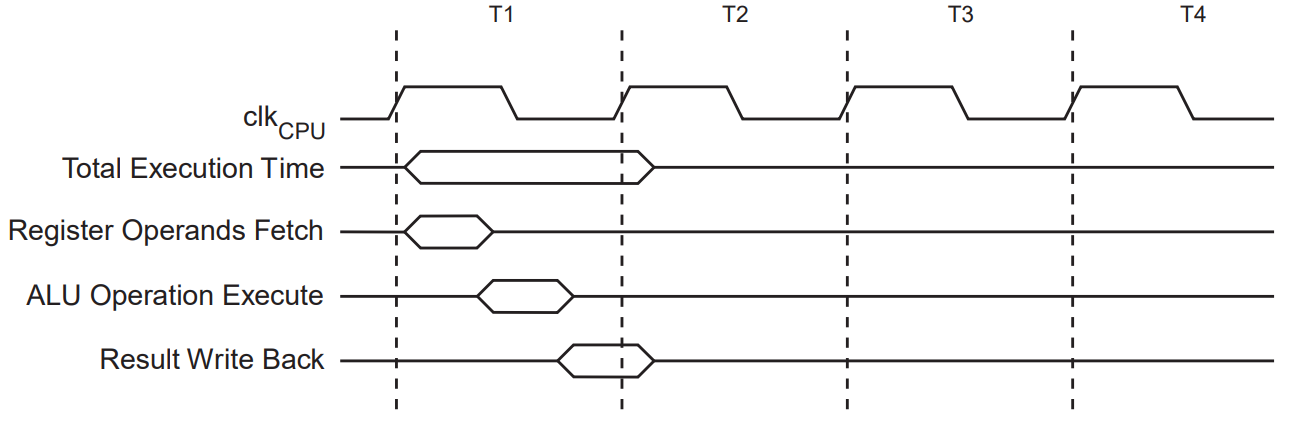 T1 T2 T3 T4
clkCPU
Total Execution Time
Register Operands Fetch
ALU Operation Execute
Result Write Back